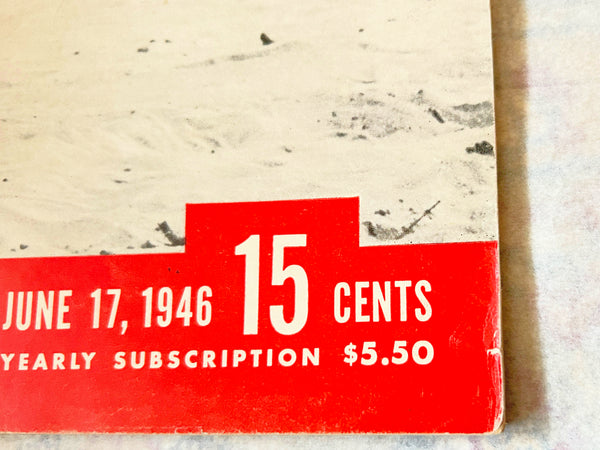 JUNE 17, 1946 15 CENTS
YEARLY SUBSCRIPTION $5.50